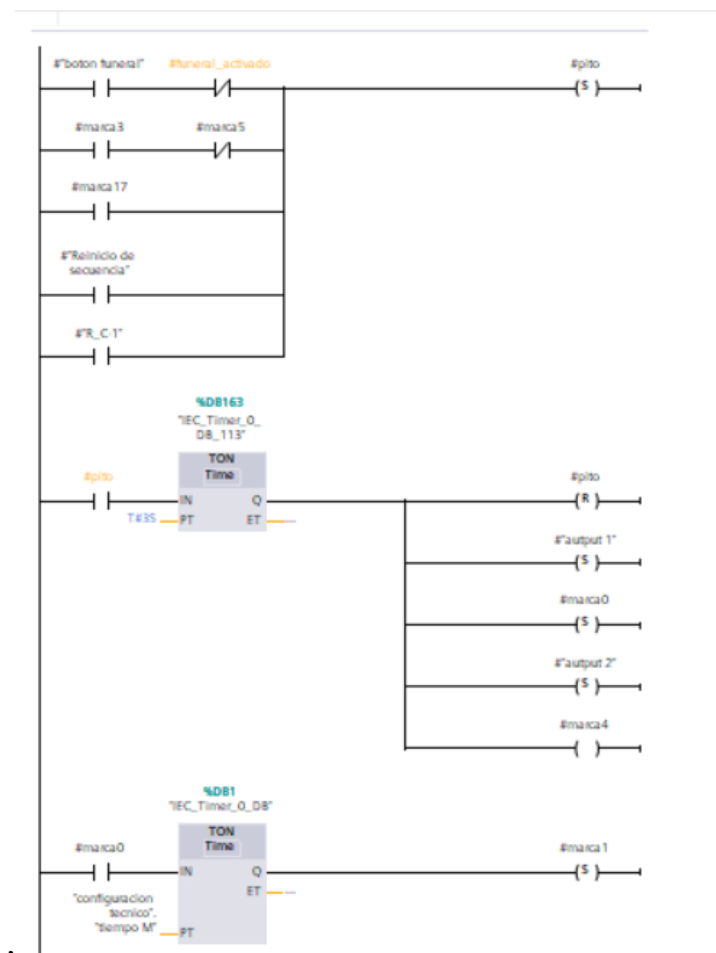 #"boton funeral" #funeral_activado #pito
( S )
#marca3 #marca5
#marca17
#"Reinicio de
secuencia"
#"R_C 1"
%DB163
"IEC_Timer_0_
DB_113"
TON
Time
#pito #pito
IN Q ( R )
T#3S PT ET
#"autput 1"
( S )
#marca0
( S )
#"autput 2"
( S )
#marca4
( )
%DB1
"IEC_Timer_0_DB"
TON
Time
#marca0 #marca1
IN Q ( S )
ET
"configuracion
tecnico".
"tiempo M" PT